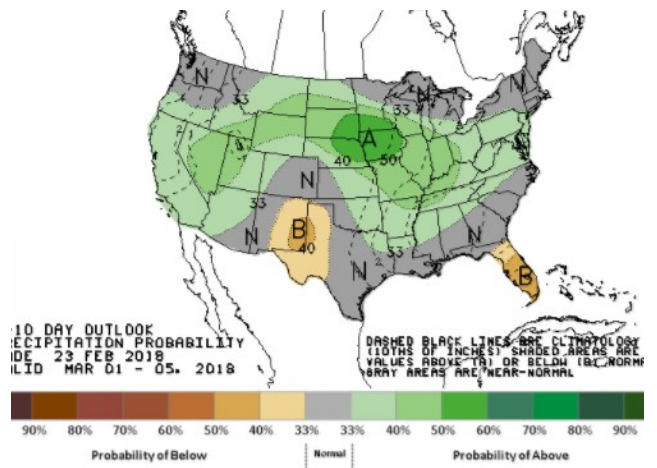 N
N
N
33
33
A
40
50
N
33
B
40
N
33
N
2
N
B
10 DAY OUTLOOK
RECIPITATION PROBABILITY
DE 23 FEB 2018
LID MAR 01 - 05, 2018
DASHED BLACK LINES ARE CLIMATOLOGY
(10THS OF INCHES) SHADED AREAS ARE
VALUES ABOVE (A) OR BELOW (B) NORMA
GRAY AREAS ARE NEAR-NORMAL
90% 80% 70% 60% 50% 40% 33% 33% 40% 50% 60% 70% 80% 90%
Probability of Below Normal Probability of Above